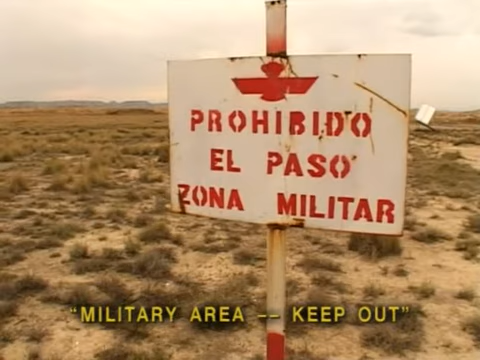 PROHIBIDO
EL PASO
ZONA MILITAR
"MILITARY AREA -- KEEP OUT"